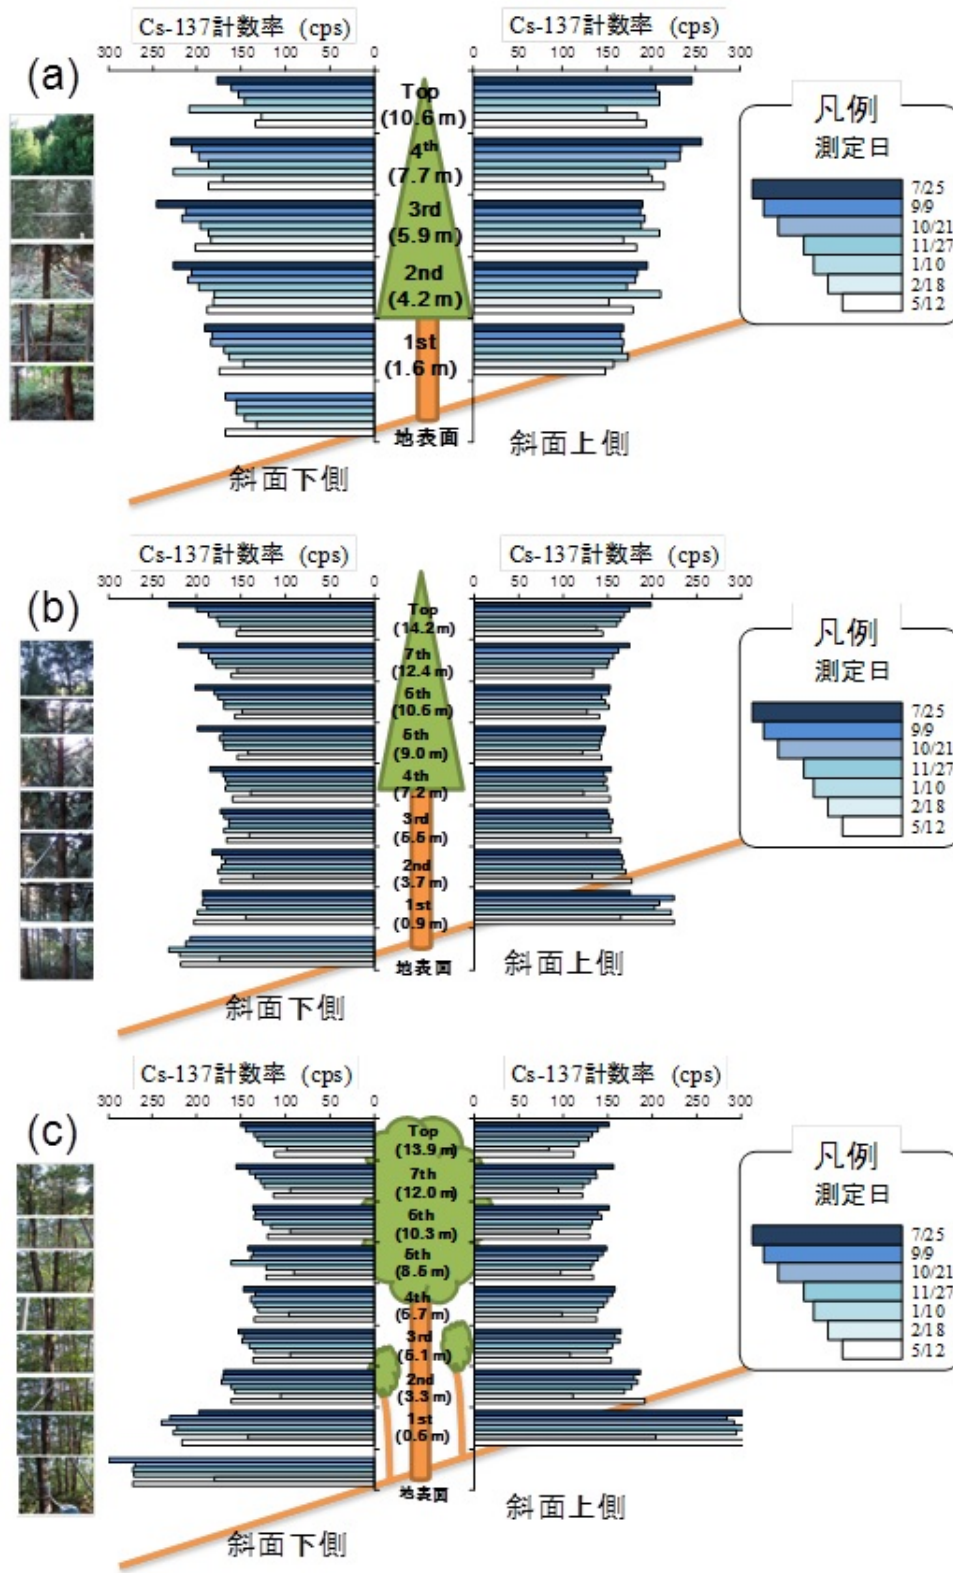 (a)
Cs-137計数率 (cps)
Cs-137計数率 (cps)
300 250 200 150 100 50 0
0 50 100 150 200 250 300
Top
(10.6 m)
4th
(7.7 m)
3rd
(5.9 m)
2nd
(4.2 m)
1st
(1.6 m)
地表面
斜面下側
斜面上側
凡例
測定日
7/25
9/9
10/21
11/27
1/10
2/18
5/12
(b)
Cs-137計数率 (cps)
Cs-137計数率 (cps)
300 250 200 150 100 50 0
0 50 100 150 200 250 300
Top
(14.2 m)
7th
(12.4 m)
6th
(10.6 m)
5th
(9.0 m)
4th
(7.2 m)
3rd
(5.5 m)
2nd
(3.7 m)
1st
(0.9 m)
地表面
斜面下側
斜面上側
凡例
測定日
7/25
9/9
10/21
11/27
1/10
2/18
5/12
(c)
Cs-137計数率 (cps)
Cs-137計数率 (cps)
300 250 200 150 100 50 0
0 50 100 150 200 250 300
Top
(13.9 m)
7th
(12.0 m)
6th
(10.3 m)
5th
(8.5 m)
4th
3rd
(5.1 m)
2nd
(3.3 m)
1st
地表面
斜面下側
斜面上側
凡例
測定日
7/25
9/9
10/21
11/27
1/10
2/18
5/12